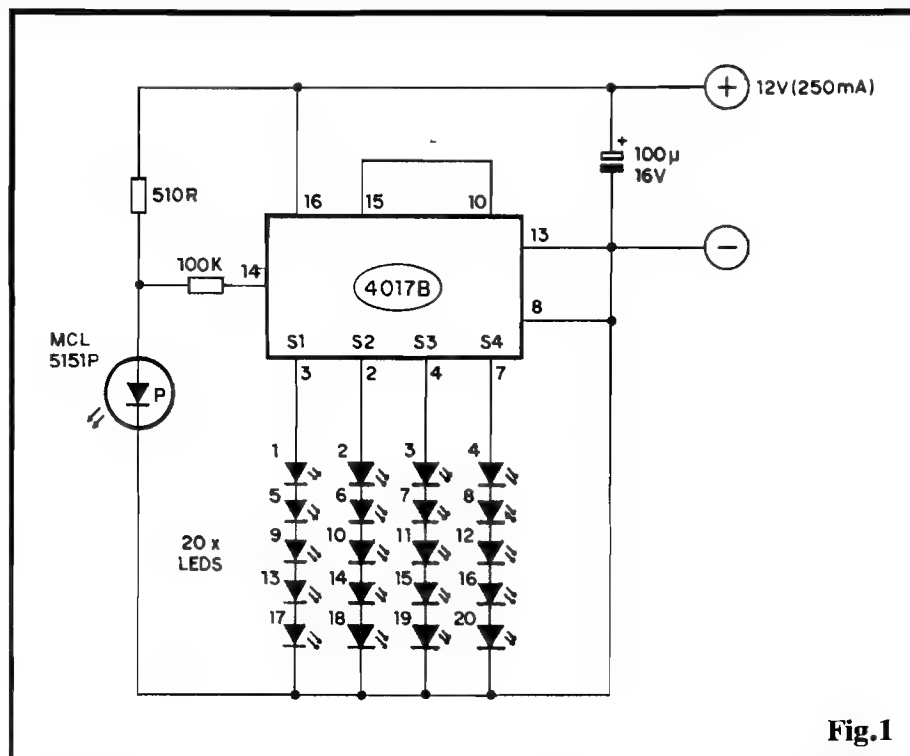 12V(250mA)
+
100µ
16V
510R
16
15
10
13
100K
14
4017B
8
MCL
5151P
P
S1 S2 S3 S4
3 2 4 7
1 2 3 4
5 6 7 8
9 10 11 12
20 x
LEDS
13 14 15 16
17 18 19 20
Fig.1